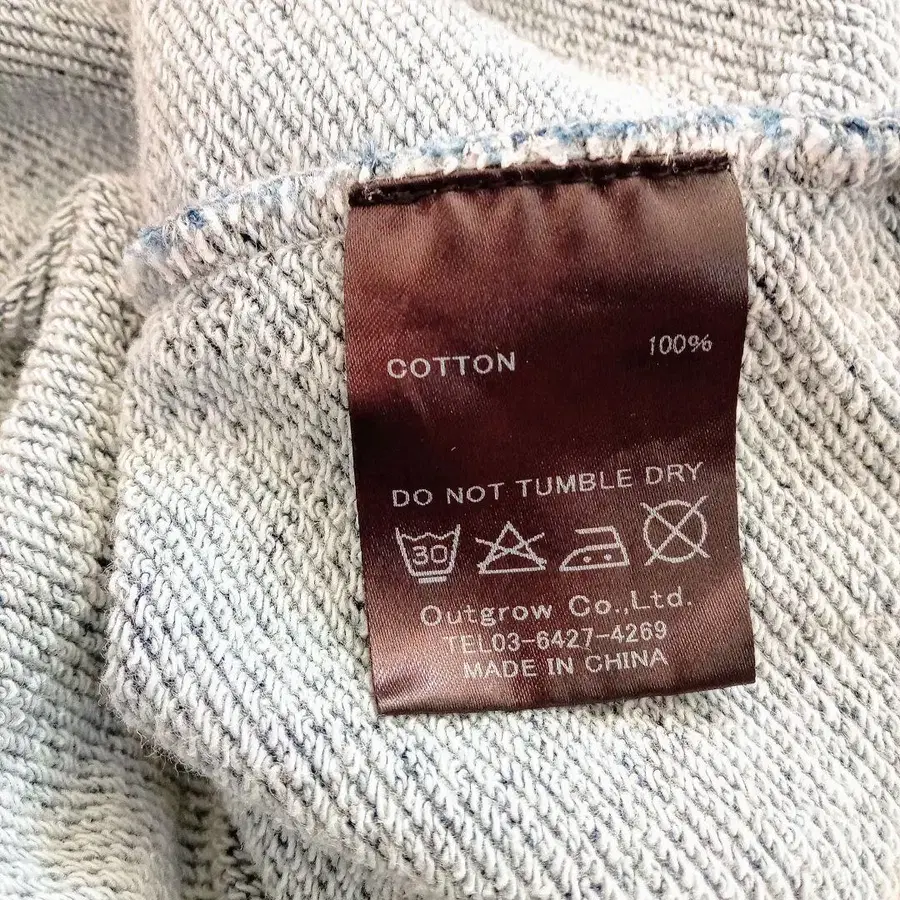 COTTON 100%
DO NOT TUMBLE DRY
30
Outgrow Co.,Ltd.
TEL03-6427-4269
MADE IN CHINA